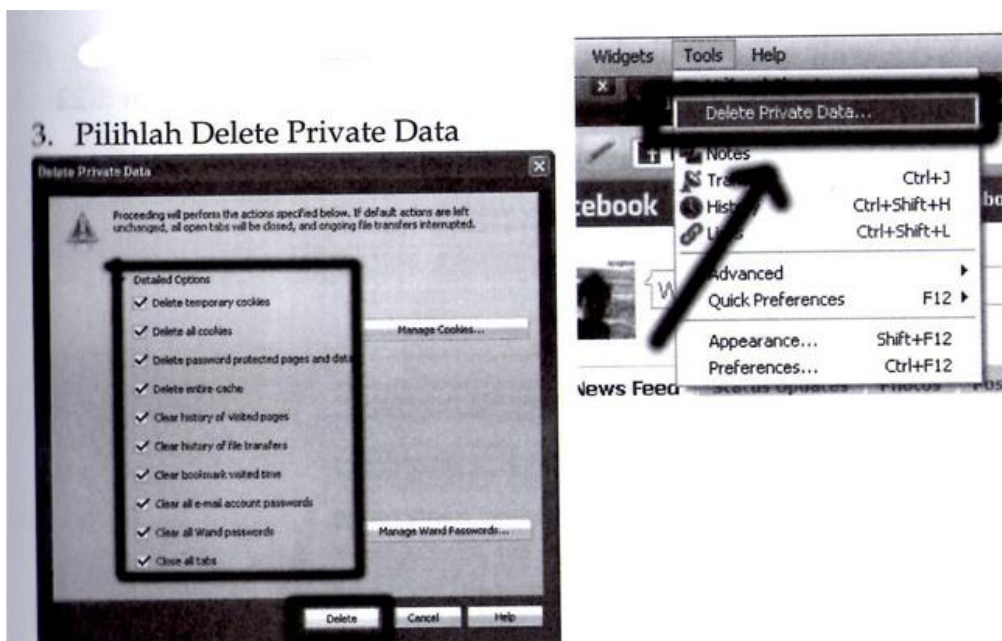 3. Pilihlah Delete Private Data
Delete Private Data
Proceeding will perform the actions specified below. If default actions are left
unchanged, all open tabs will be closed, and ongoing file transfers interrupted.
Detailed Options
Delete temporary cookies
Delete all cookies
Manage Cookies...
Delete password protected pages and data
Delete entire cache
Clear history of visited pages
Clear history of file transfers
Clear bookmark visited time
Clear all e-mail account passwords
Clear all Wand passwords
Manage Wand Passwords...
Close all tabs
Delete Cancel Help
Widgets Tools Help
Delete Private Data...
Notes
Ctrl+J
Ctrl+Shift+H
cebook
Ctrl+Shift+L
Advanced
Quick Preferences F12
Appearance... Shift+F12
Preferences... Ctrl+F12
News Feed Status Updates Photos